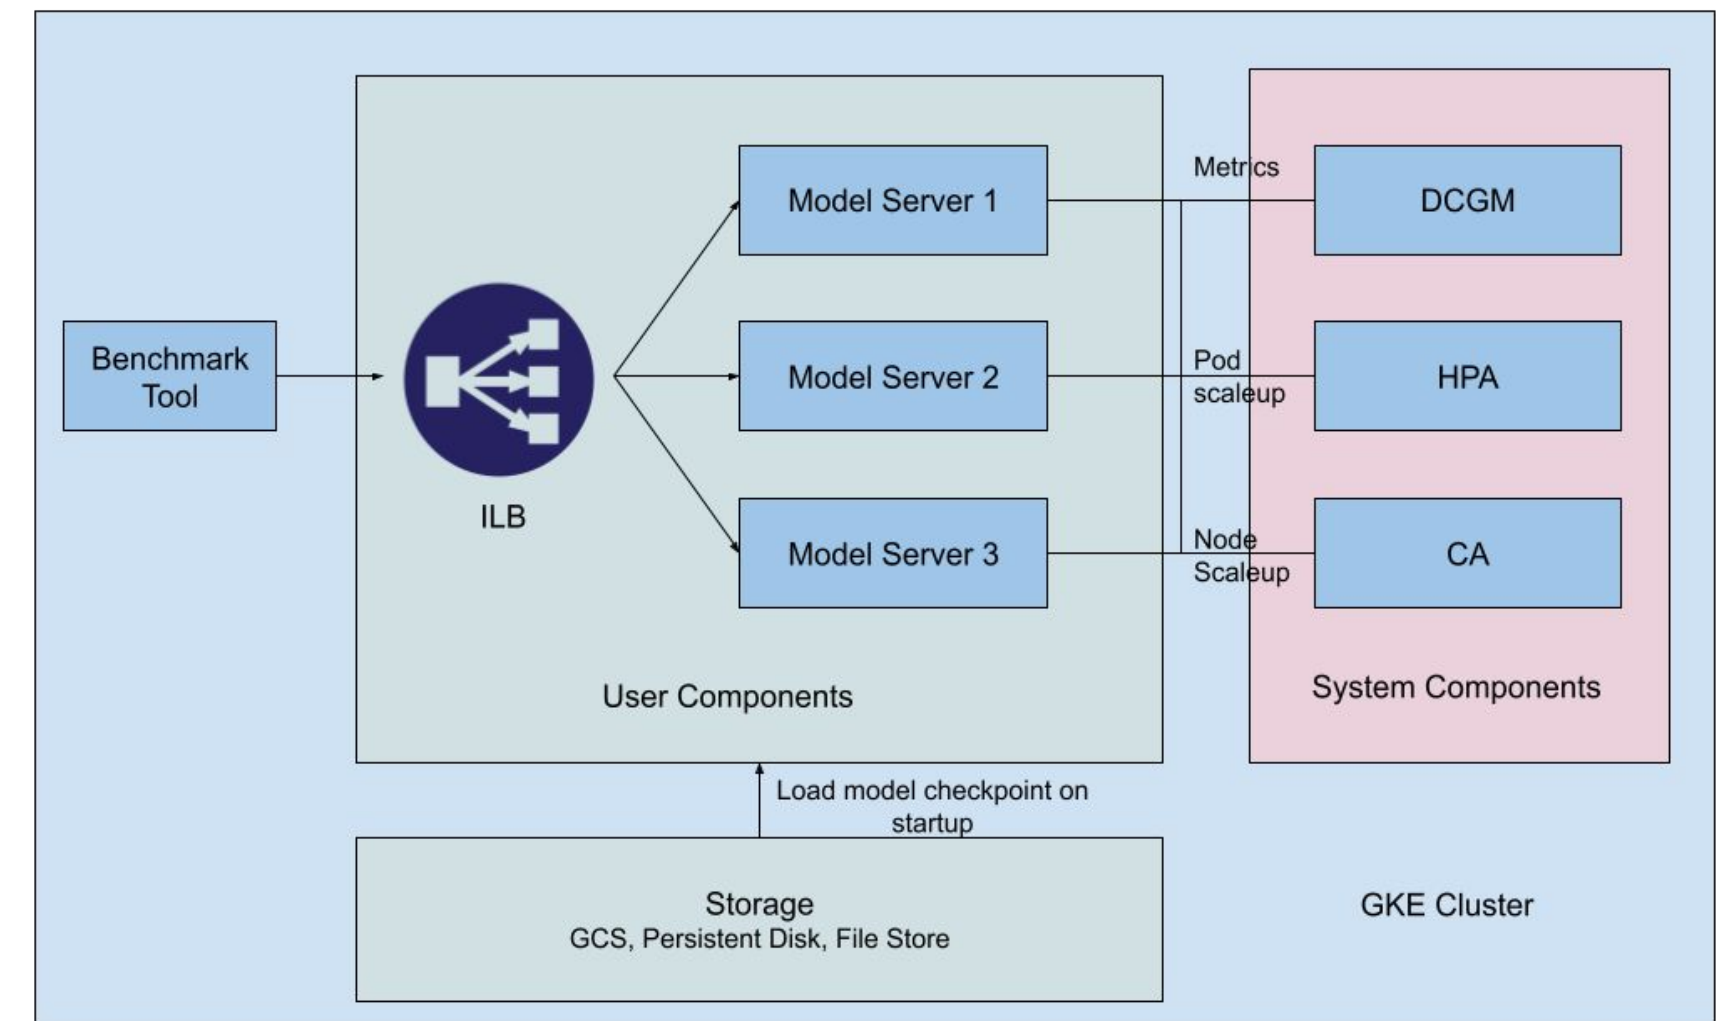 Benchmark
Tool
ILB
Model Server 1
Model Server 2
Model Server 3
User Components
Metrics
Pod
scaleup
Node
Scaleup
DCGM
HPA
CA
System Components
Load model checkpoint on
startup
Storage
GCS, Persistent Disk, File Store
GKE Cluster